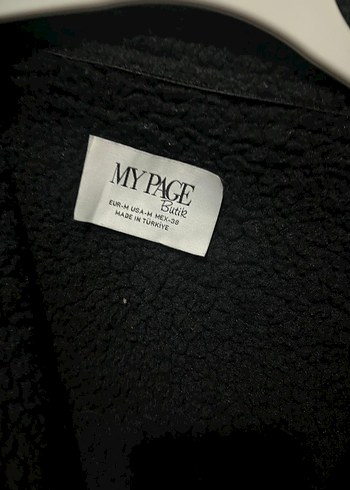 MY PAGE
Butik
EUR-M USA-M MEX-38
MADE IN TÜRKİYE